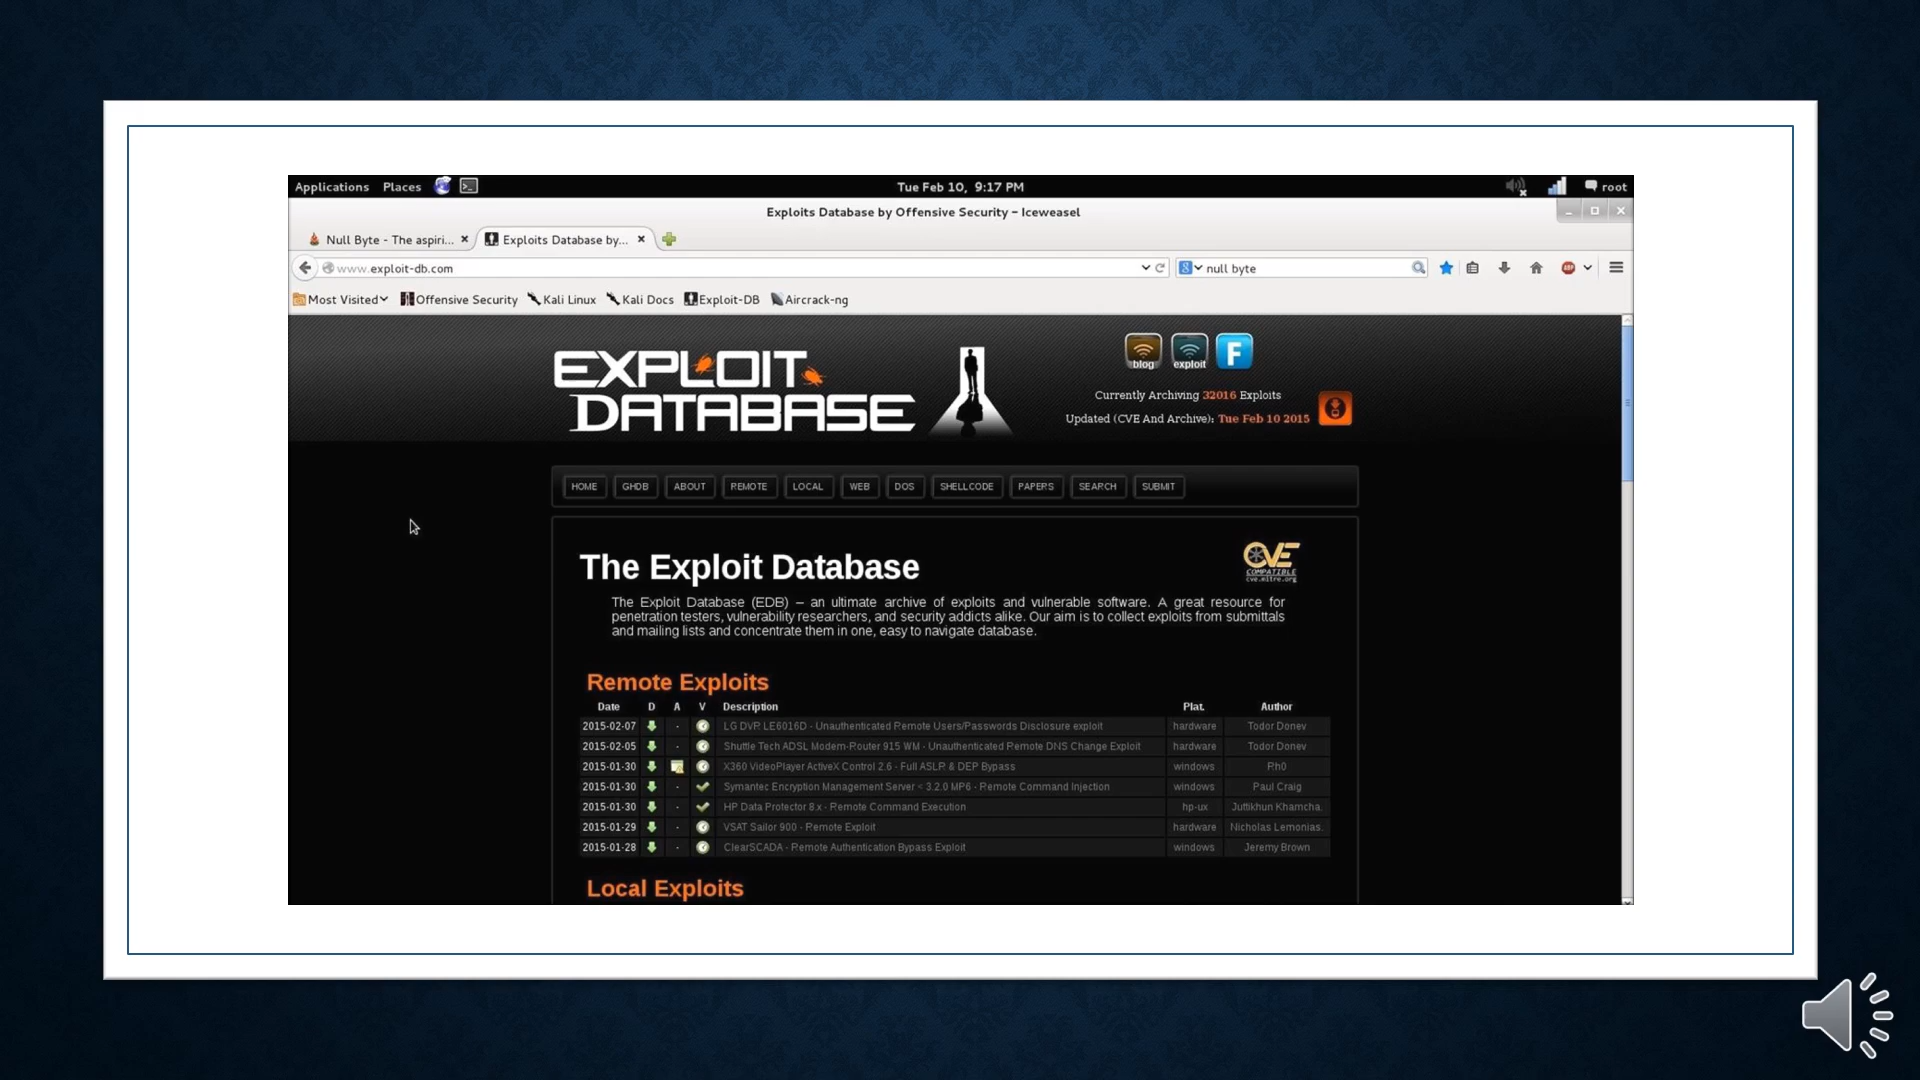 Applications Places Tue Feb 10, 9:17 PM root
Exploits Database by Offensive Security – Iceweasel
Null Byte - The aspiri... Exploits Database by...
www.exploit-db.com null byte
Most Visited Offensive Security Kali Linux Kali Docs Exploit-DB Aircrack-ng
EXPLOIT
DATABASE
blog exploit F
Currently Archiving 32016 Exploits
Updated (CVE And Archive): Tue Feb 10 2015
HOME GHDB ABOUT REMOTE LOCAL WEB DOS SHELLCODE PAPERS SEARCH SUBMIT
The Exploit Database
CVE
COMPATIBLE
cve.mitre.org
The Exploit Database (EDB) – an ultimate archive of exploits and vulnerable software. A great resource for
penetration testers, vulnerability researchers, and security addicts alike. Our aim is to collect exploits from submittals
and mailing lists and concentrate them in one, easy to navigate database.
Remote Exploits
Date D A V Description Plat. Author
2015-02-07 - LG DVR LE6016D - Unauthenticated Remote Users/Passwords Disclosure exploit hardware Todor Donev
2015-02-05 - Shuttle Tech ADSL Modem-Router 915 WM - Unauthenticated Remote DNS Change Exploit hardware Todor Donev
2015-01-30 X360 VideoPlayer ActiveX Control 2.6 - Full ASLR & DEP Bypass windows Rh0
2015-01-30 - Symantec Encryption Management Server < 3.2.0 MP6 - Remote Command Injection windows Paul Craig
2015-01-30 - HP Data Protector 8.x - Remote Command Execution hp-ux Juttikhun Khamcha.
2015-01-29 - VSAT Sailor 900 - Remote Exploit hardware Nicholas Lemonias.
2015-01-28 - ClearSCADA - Remote Authentication Bypass Exploit windows Jeremy Brown
Local Exploits